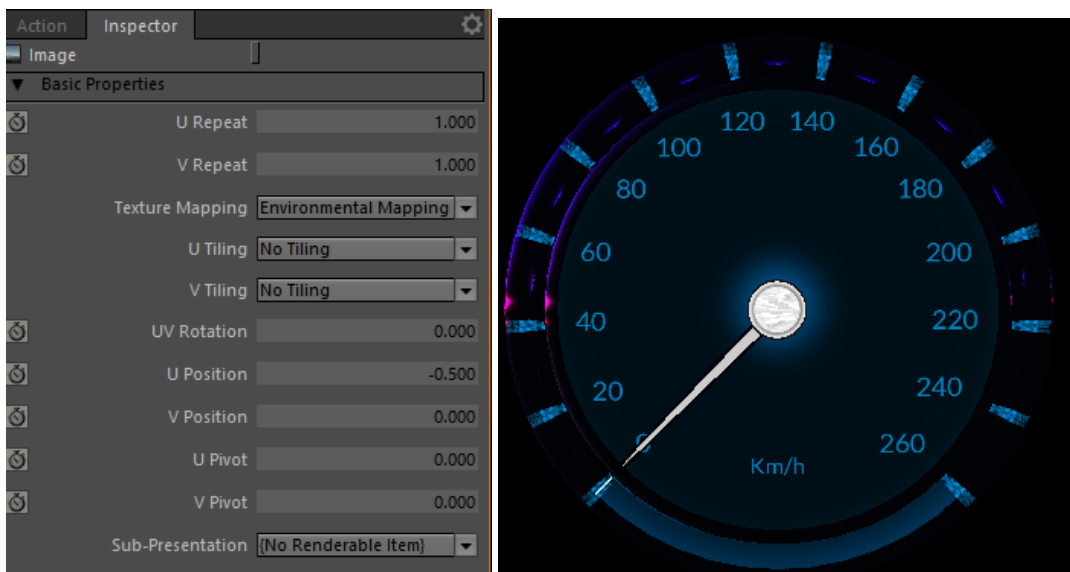 Action Inspector
Image
Basic Properties
U Repeat 1.000
V Repeat 1.000
Texture Mapping Environmental Mapping
U Tiling No Tiling
V Tiling No Tiling
UV Rotation 0.000
U Position -0.500
V Position 0.000
U Pivot 0.000
V Pivot 0.000
Sub-Presentation {No Renderable Item}
120 140
100 160
80 180
60 200
40 220
20 240
0 260
Km/h